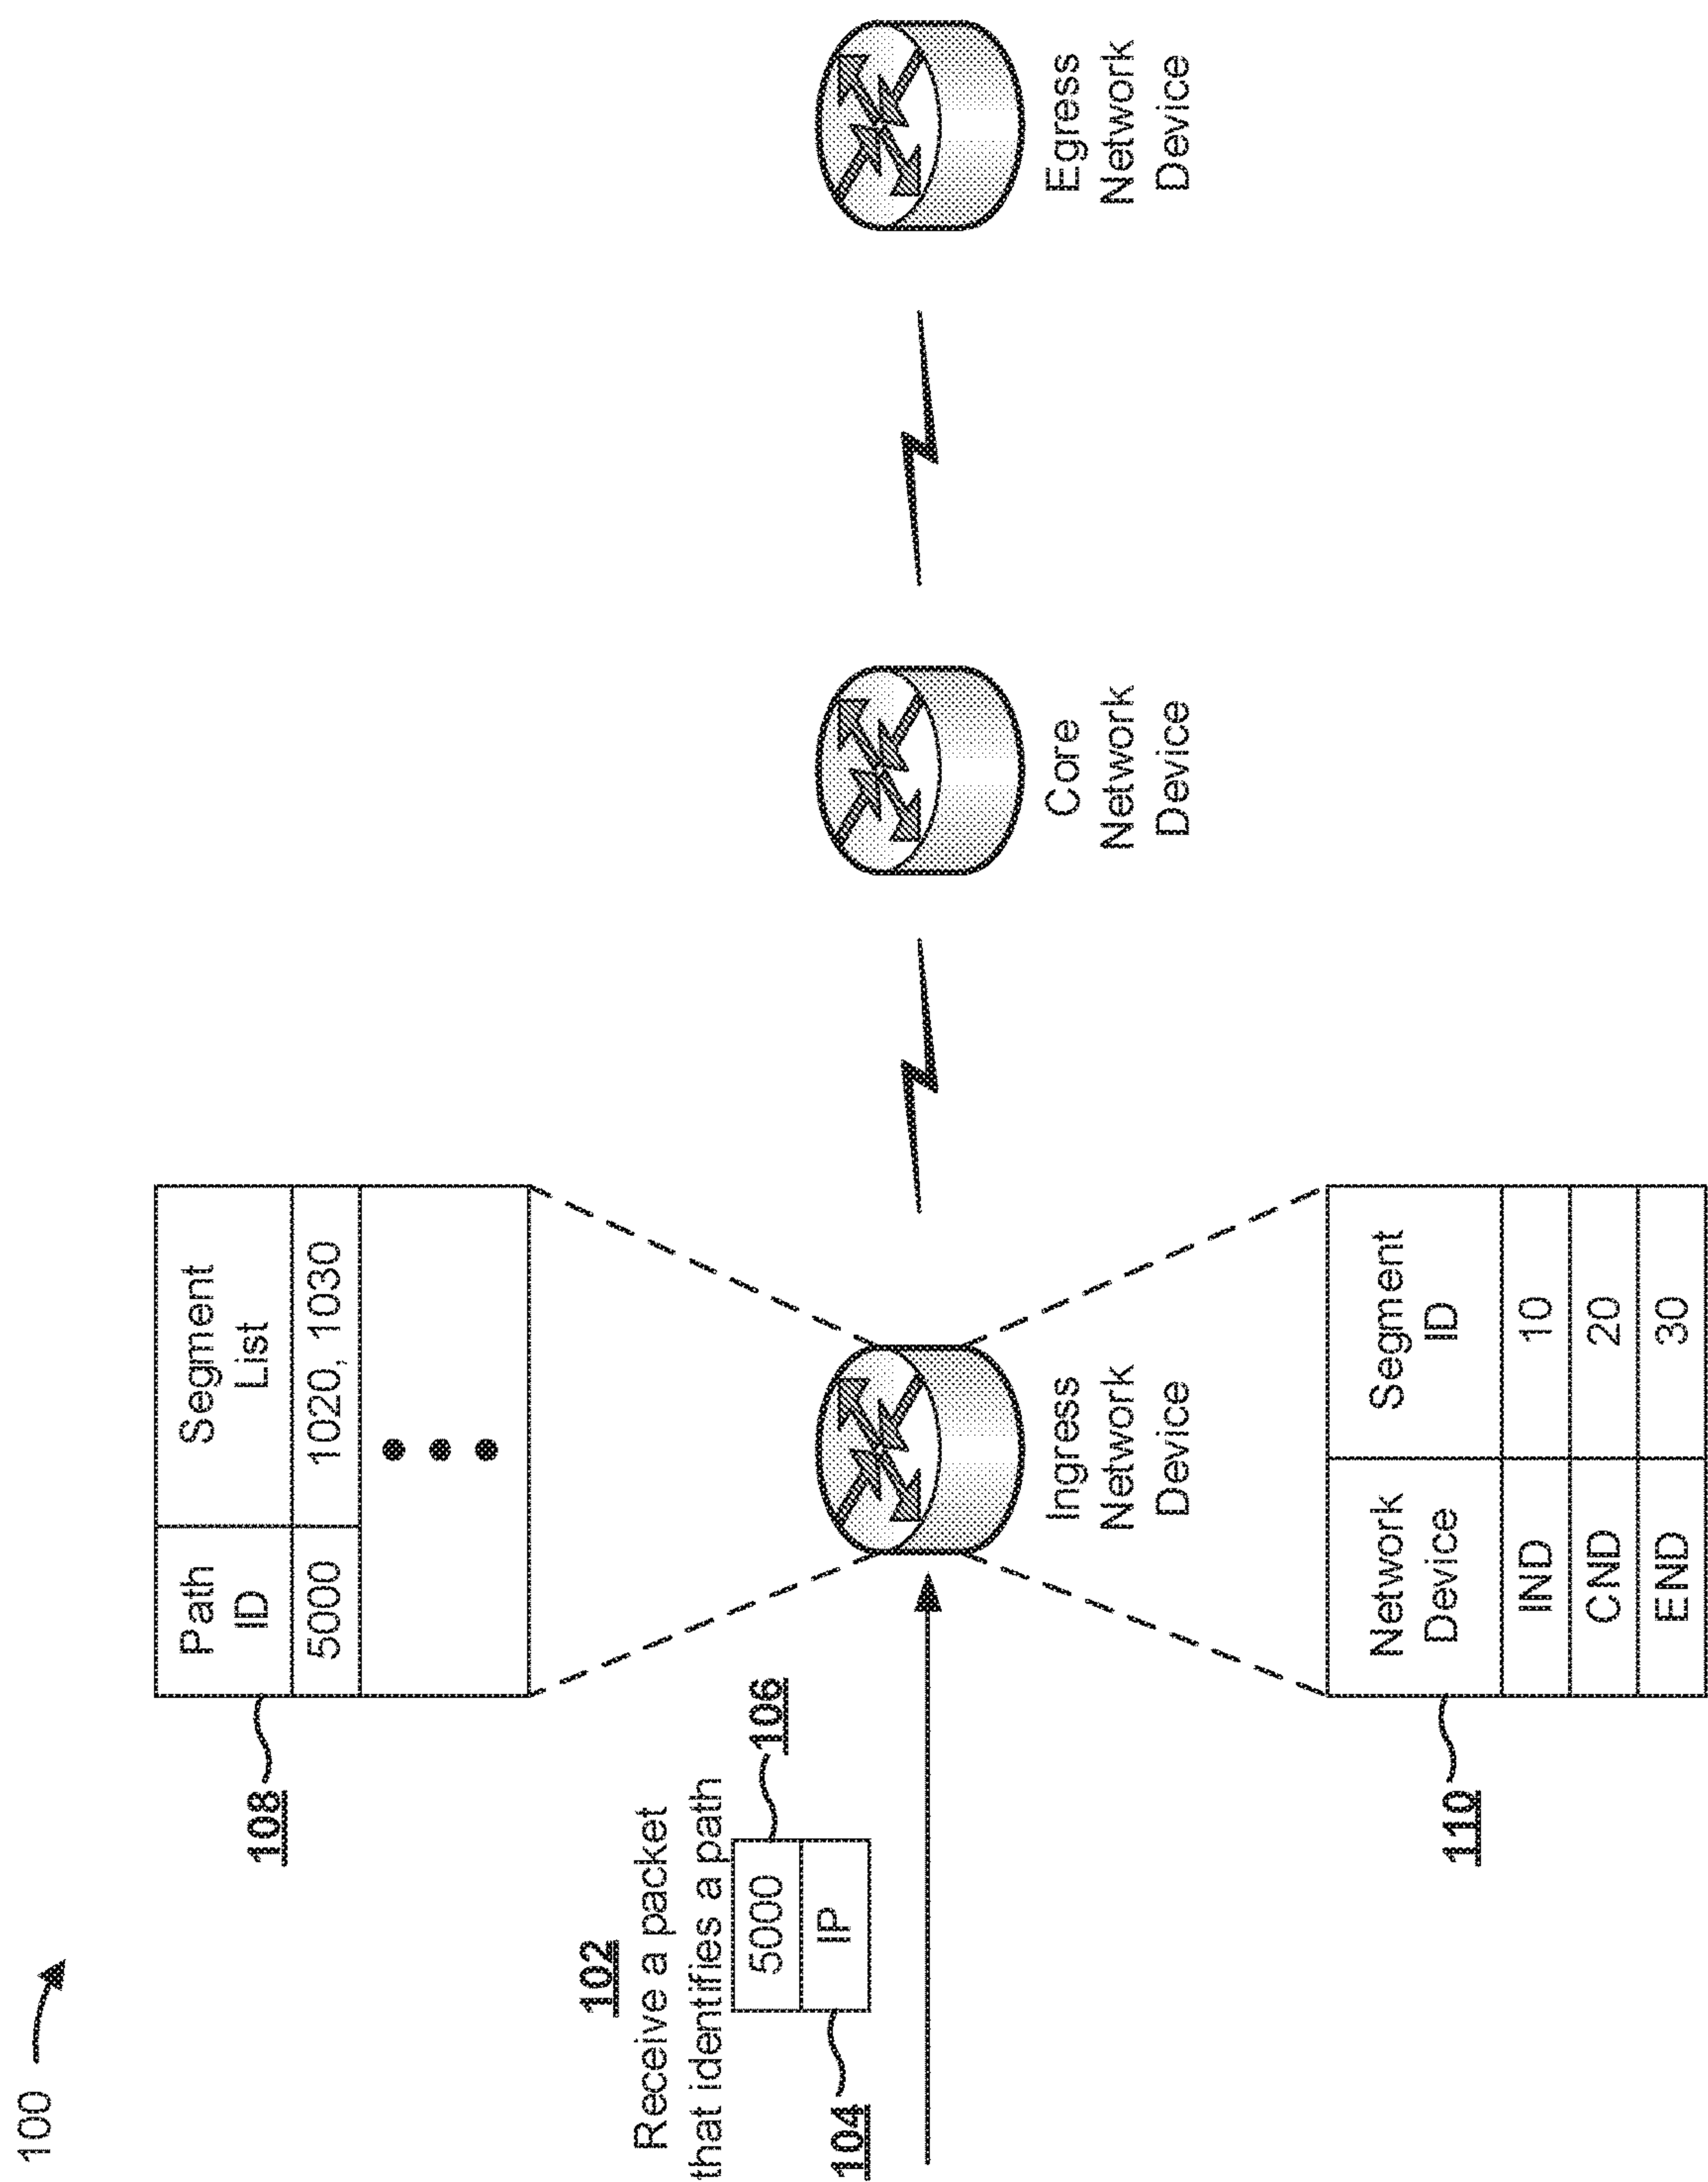 100
108
Path
ID
Segment
List
5000
1020, 1030
102
Receive a packet
that identifies a path
5000
106
IP
104
Ingress
Network
Device
Core
Network
Device
Egress
Network
Device
110
Network
Device
Segment
ID
IND
10
CND
20
END
30